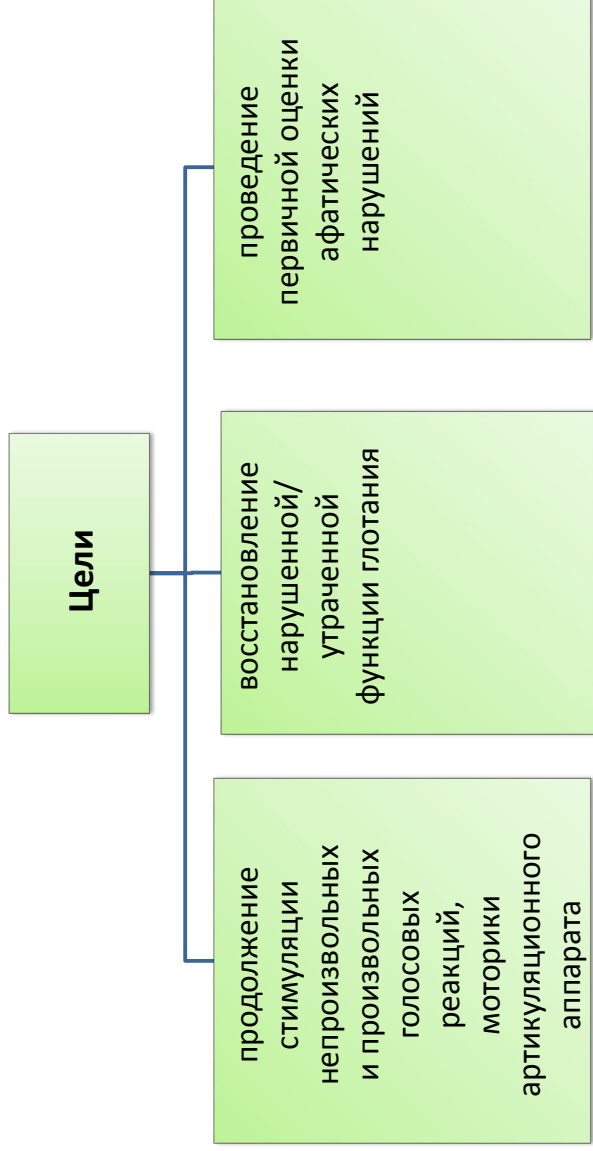 Цели
продолжение
стимуляции
непроизвольных
и произвольных
голосовых
реакций,
моторики
артикуляционного
аппарата
восстановление
нарушенной/
утраченной
функции глотания
проведение
первичной оценки
афатических
нарушений